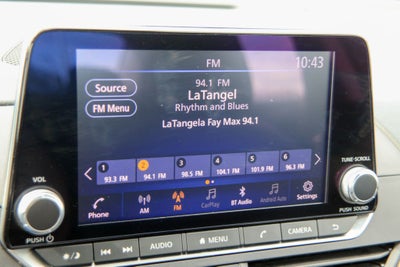 FM
10:43
94.1 FM
Source
LaTangel
Rhythm and Blues
FM Menu
LaTangela Fay Max 94.1
1 2 3 4 5 6
93.3 FM 94.1 FM 98.5 FM 104.1 FM 101.9 FM 96.3 FM
Phone AM FM CarPlay BT Audio Android Auto Settings
VOL
TUNE·SCROLL
PUSH
PUSH SOUND
AUDIO MENU CAMERA